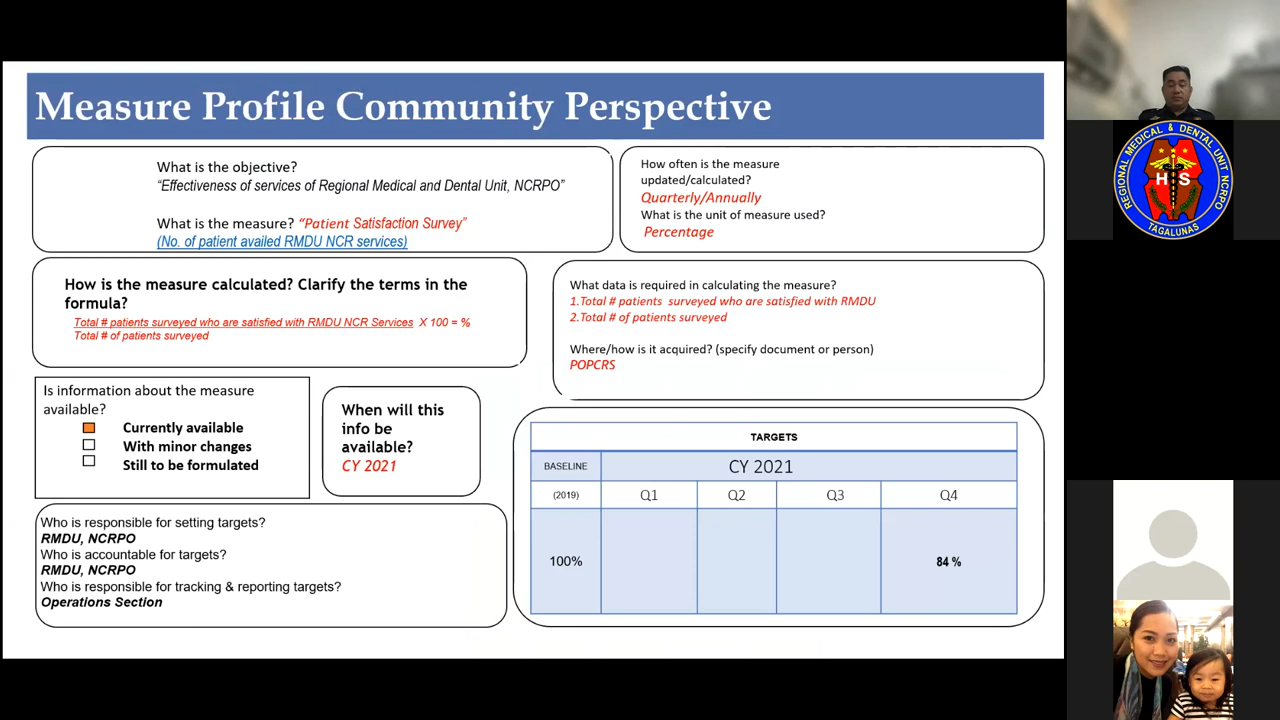 Measure Profile Community Perspective
What is the objective?
“Effectiveness of services of Regional Medical and Dental Unit, NCRPO”
What is the measure? “Patient Satisfaction Survey”
(No. of patient availed RMDU NCR services)
How often is the measure
updated/calculated?
Quarterly/Annually
What is the unit of measure used?
Percentage
How is the measure calculated? Clarify the terms in the
formula?
Total # patients surveyed who are satisfied with RMDU NCR Services X 100 = %
Total # of patients surveyed
What data is required in calculating the measure?
1.Total # patients surveyed who are satisfied with RMDU
2.Total # of patients surveyed
Where/how is it acquired? (specify document or person)
POPCRS
Is information about the measure
available?
Currently available
With minor changes
Still to be formulated
When will this
info be
available?
CY 2021
Who is responsible for setting targets?
RMDU, NCRPO
Who is accountable for targets?
RMDU, NCRPO
Who is responsible for tracking & reporting targets?
Operations Section
TARGETS
BASELINE CY 2021
(2019) Q1 Q2 Q3 Q4
100% 84 %
REGIONAL MEDICAL & DENTAL UNIT NCRPO
H S
TAGALUNAS